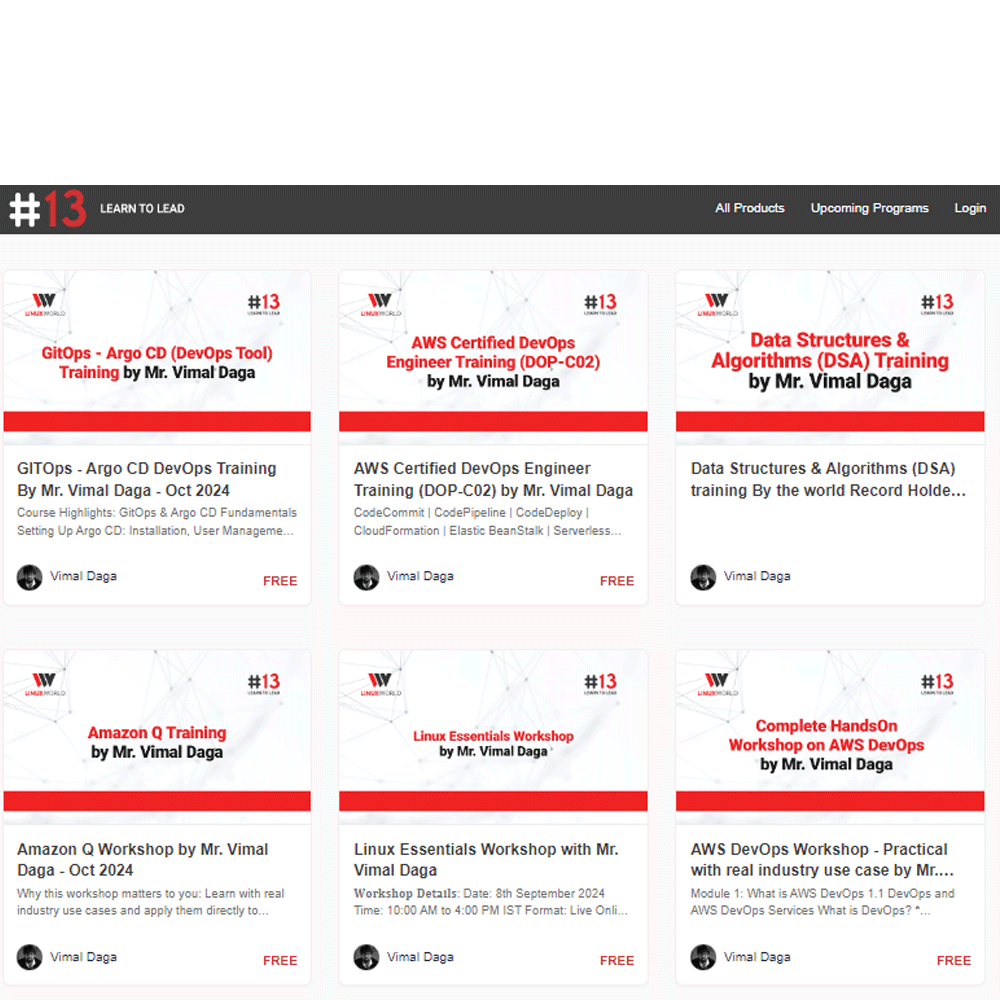 #13 LEARN TO LEAD
All Products Upcoming Programs Login
LINUXWORLD #13
LEARN TO LEAD
GitOps - Argo CD (DevOps Tool)
Training by Mr. Vimal Daga
GITOps - Argo CD DevOps Training
By Mr. Vimal Daga - Oct 2024
Course Highlights: GitOps & Argo CD Fundamentals
Setting Up Argo CD: Installation, User Manageme...
Vimal Daga
FREE
LINUXWORLD #13
LEARN TO LEAD
AWS Certified DevOps
Engineer Training (DOP-C02)
by Mr. Vimal Daga
AWS Certified DevOps Engineer
Training (DOP-C02) by Mr. Vimal Daga
CodeCommit | CodePipeline | CodeDeploy |
CloudFormation | Elastic BeanStalk | Serverless...
Vimal Daga
FREE
LINUXWORLD #13
LEARN TO LEAD
Data Structures &
Algorithms (DSA) Training
by Mr. Vimal Daga
Data Structures & Algorithms (DSA)
training By the world Record Holde...
Vimal Daga
LINUXWORLD #13
LEARN TO LEAD
Amazon Q Training
by Mr. Vimal Daga
Amazon Q Workshop by Mr. Vimal
Daga - Oct 2024
Why this workshop matters to you: Learn with real
industry use cases and apply them directly to...
Vimal Daga
FREE
LINUXWORLD #13
LEARN TO LEAD
Linux Essentials Workshop
by Mr. Vimal Daga
Linux Essentials Workshop with Mr.
Vimal Daga
Workshop Details: Date: 8th September 2024
Time: 10:00 AM to 4:00 PM IST Format: Live Onli...
Vimal Daga
FREE
LINUXWORLD #13
LEARN TO LEAD
Complete HandsOn
Workshop on AWS DevOps
by Mr. Vimal Daga
AWS DevOps Workshop - Practical
with real industry use case by Mr....
Module 1: What is AWS DevOps 1.1 DevOps and
AWS DevOps Services What is DevOps? *...
Vimal Daga
FREE